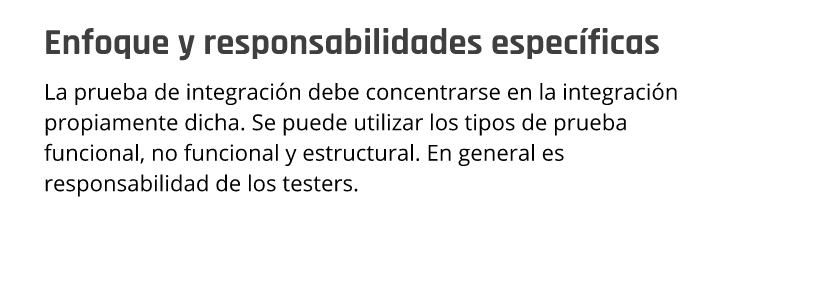 Enfoque y responsabilidades específicas
La prueba de integración debe concentrarse en la integración
propiamente dicha. Se puede utilizar los tipos de prueba
funcional, no funcional y estructural. En general es
responsabilidad de los testers.